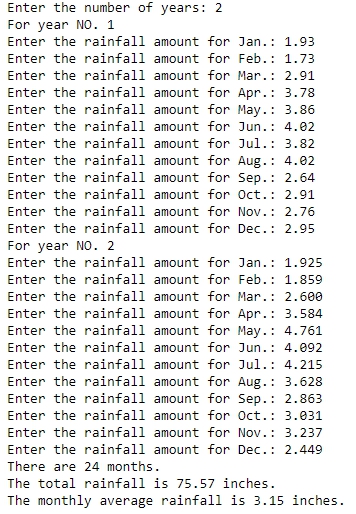 Enter the number of years: 2
For year NO. 1
Enter the rainfall amount for Jan.: 1.93
Enter the rainfall amount for Feb.: 1.73
Enter the rainfall amount for Mar.: 2.91
Enter the rainfall amount for Apr.: 3.78
Enter the rainfall amount for May.: 3.86
Enter the rainfall amount for Jun.: 4.02
Enter the rainfall amount for Jul.: 3.82
Enter the rainfall amount for Aug.: 4.02
Enter the rainfall amount for Sep.: 2.64
Enter the rainfall amount for Oct.: 2.91
Enter the rainfall amount for Nov.: 2.76
Enter the rainfall amount for Dec.: 2.95
For year NO. 2
Enter the rainfall amount for Jan.: 1.925
Enter the rainfall amount for Feb.: 1.859
Enter the rainfall amount for Mar.: 2.600
Enter the rainfall amount for Apr.: 3.584
Enter the rainfall amount for May.: 4.761
Enter the rainfall amount for Jun.: 4.092
Enter the rainfall amount for Jul.: 4.215
Enter the rainfall amount for Aug.: 3.628
Enter the rainfall amount for Sep.: 2.863
Enter the rainfall amount for Oct.: 3.031
Enter the rainfall amount for Nov.: 3.237
Enter the rainfall amount for Dec.: 2.449
There are 24 months.
The total rainfall is 75.57 inches.
The monthly average rainfall is 3.15 inches.